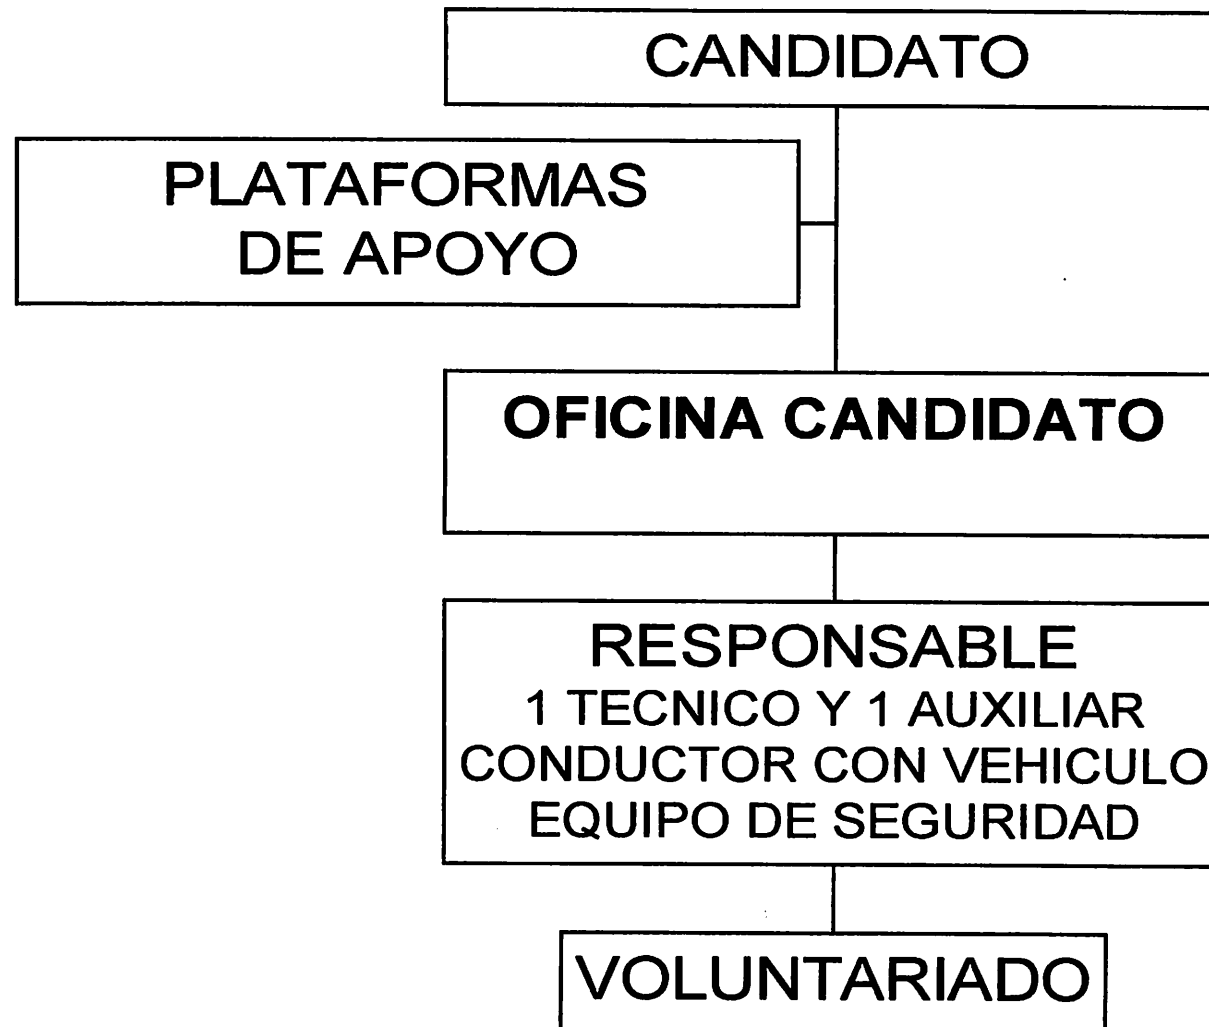 CANDIDATO
PLATAFORMAS
DE APOYO
OFICINA CANDIDATO
RESPONSABLE
1 TECNICO Y 1 AUXILIAR
CONDUCTOR CON VEHICULO
EQUIPO DE SEGURIDAD
VOLUNTARIADO